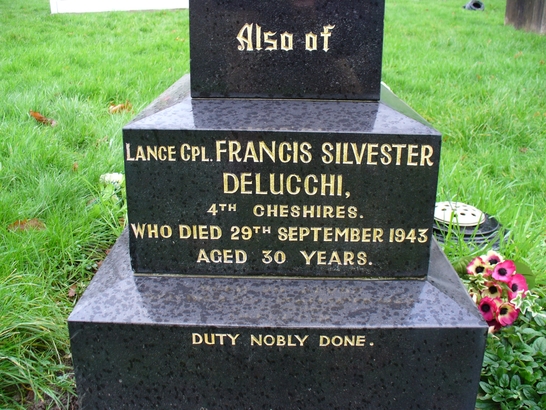 Also of
LANCE CPL. FRANCIS SILVESTER
DELUCCHI,
4TH CHESHIRES.
WHO DIED 29TH SEPTEMBER 1943
AGED 30 YEARS.
DUTY NOBLY DONE.